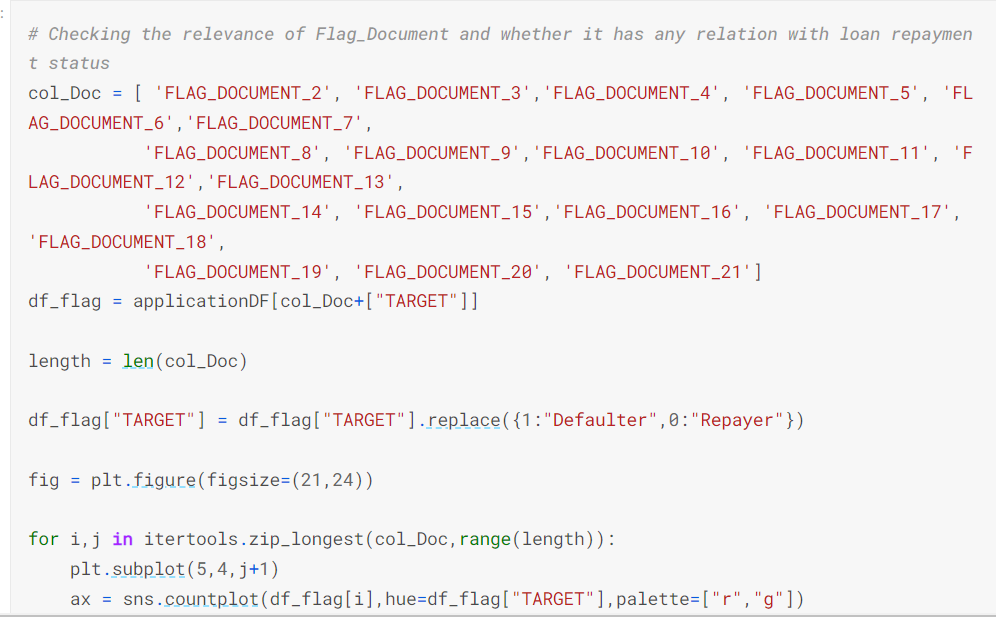 :
# Checking the relevance of Flag_Document and whether it has any relation with loan repaymen
t status
col_Doc = [ 'FLAG_DOCUMENT_2', 'FLAG_DOCUMENT_3','FLAG_DOCUMENT_4', 'FLAG_DOCUMENT_5', 'FL
AG_DOCUMENT_6','FLAG_DOCUMENT_7',
           'FLAG_DOCUMENT_8', 'FLAG_DOCUMENT_9','FLAG_DOCUMENT_10', 'FLAG_DOCUMENT_11', 'F
LAG_DOCUMENT_12','FLAG_DOCUMENT_13',
           'FLAG_DOCUMENT_14', 'FLAG_DOCUMENT_15','FLAG_DOCUMENT_16', 'FLAG_DOCUMENT_17',
'FLAG_DOCUMENT_18',
           'FLAG_DOCUMENT_19', 'FLAG_DOCUMENT_20', 'FLAG_DOCUMENT_21']
df_flag = applicationDF[col_Doc+["TARGET"]]
length = len(col_Doc)
df_flag["TARGET"] = df_flag["TARGET"].replace({1:"Defaulter",0:"Repayer"})
fig = plt.figure(figsize=(21,24))
for i,j in itertools.zip_longest(col_Doc,range(length)):
    plt.subplot(5,4,j+1)
    ax = sns.countplot(df_flag[i],hue=df_flag["TARGET"],palette=["r","g"])